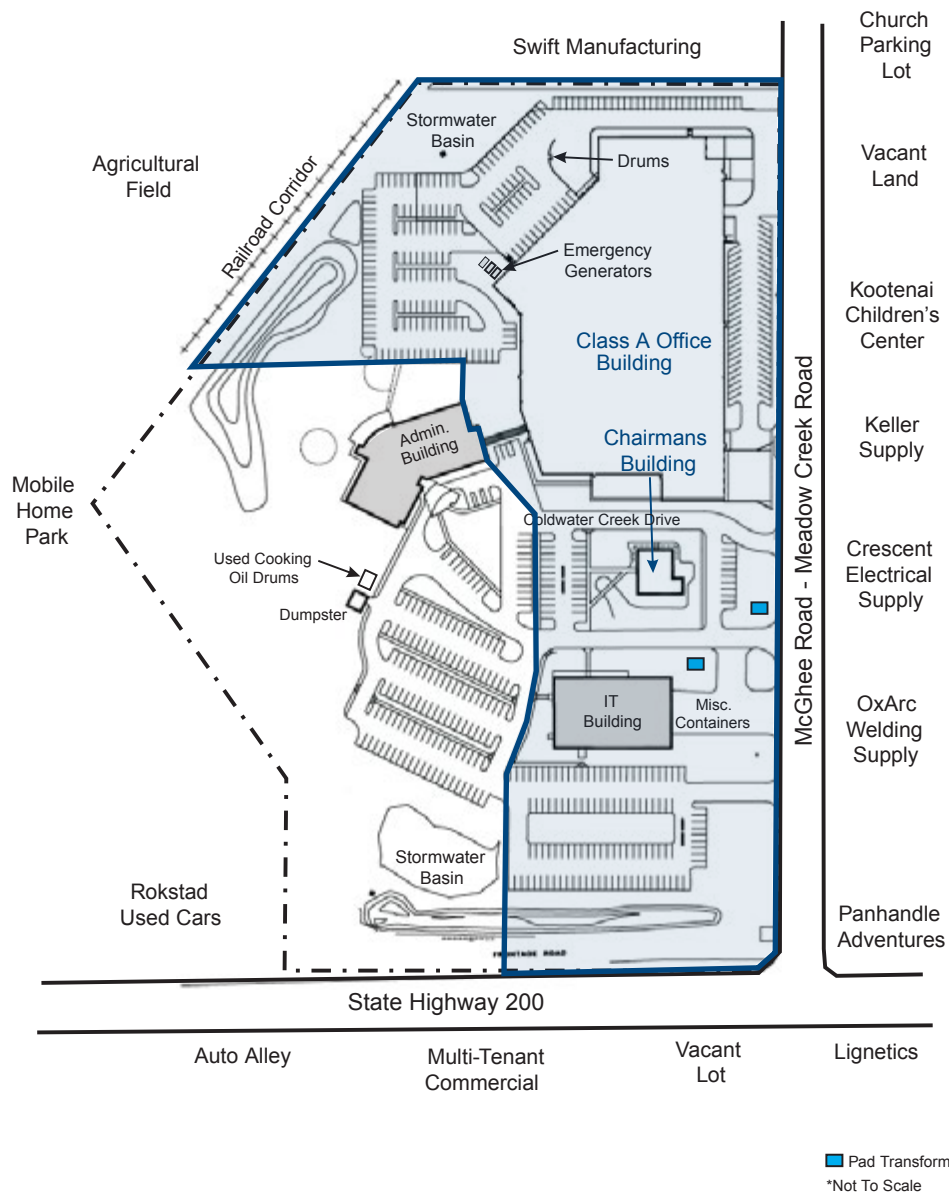 Church
Parking
Lot
Swift Manufacturing
Stormwater
Basin
Drums
Agricultural
Field
Vacant
Land
Railroad Corridor
Emergency
Generators
Kootenai
Children's
Center
Class A Office
Building
Admin.
Building
Chairmans
Building
Keller
Supply
Mobile
Home
Park
Coldwater Creek Drive
McGhee Road - Meadow Creek Road
Used Cooking
Oil Drums
Dumpster
Crescent
Electrical
Supply
IT
Building
Misc.
Containers
OxArc
Welding
Supply
Stormwater
Basin
Rokstad
Used Cars
Panhandle
Adventures
FRONTAGE ROAD
State Highway 200
Auto Alley
Multi-Tenant
Commercial
Vacant
Lot
Lignetics
Pad Transform
*Not To Scale